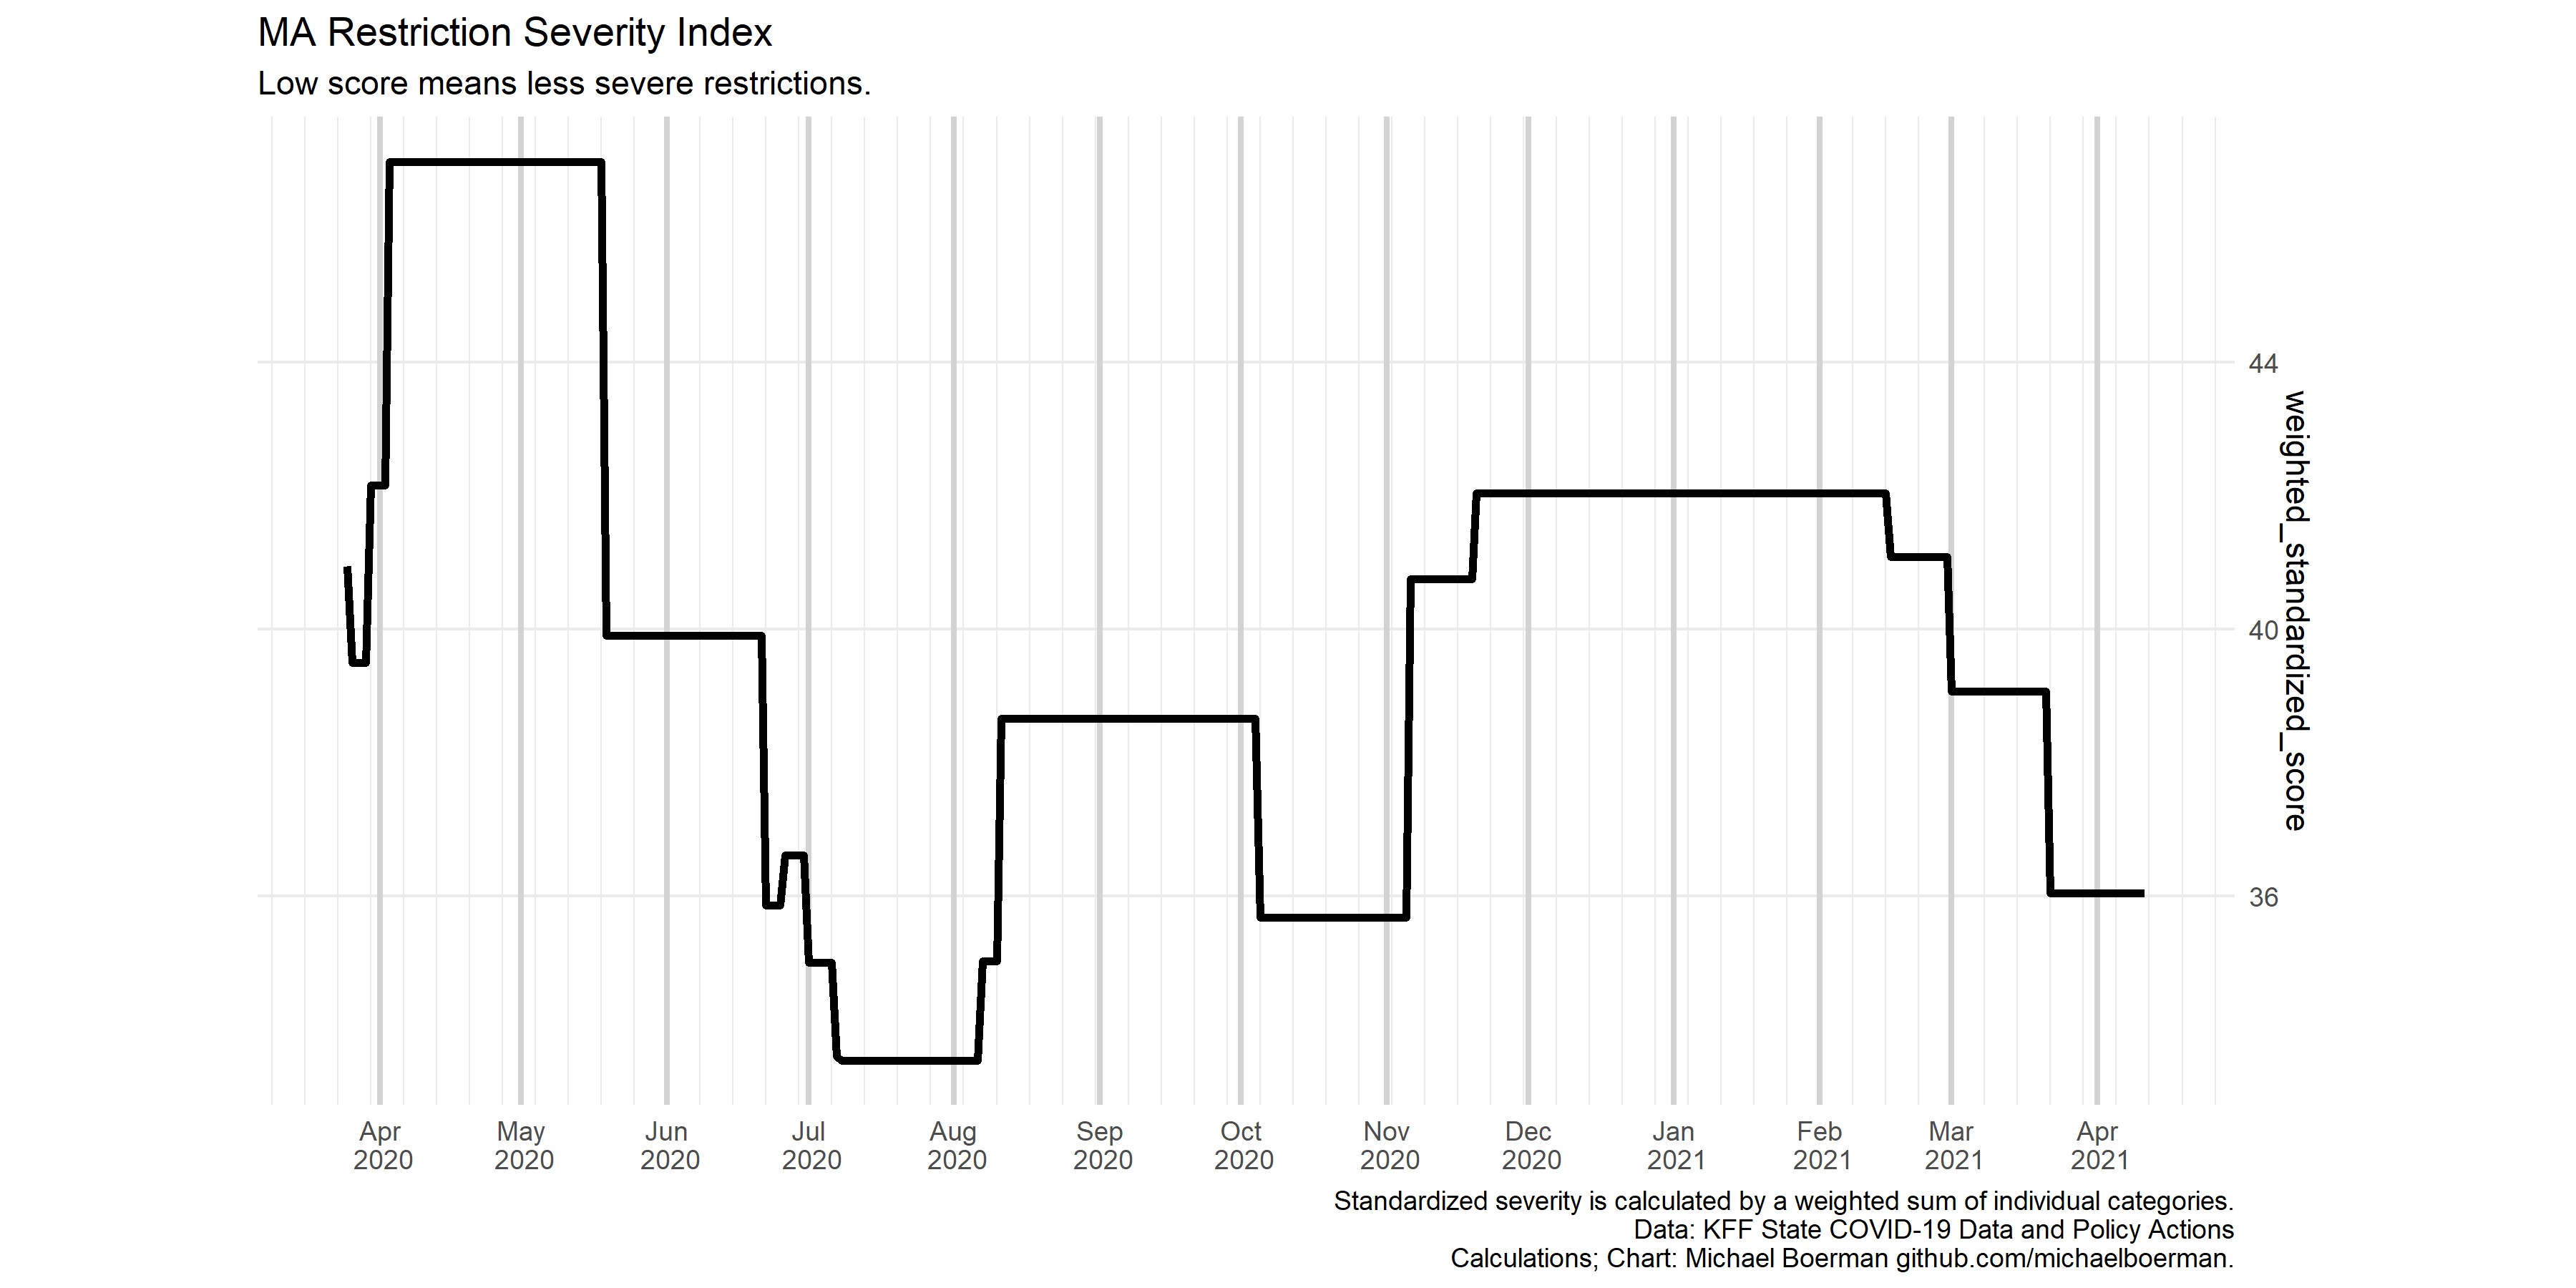 MA Restriction Severity Index
Low score means less severe restrictions.
44
40
36
weighted_standardized_score
Apr May Jun Jul Aug Sep Oct Nov Dec Jan Feb Mar Apr
2020 2020 2020 2020 2020 2020 2020 2020 2020 2021 2021 2021 2021
Standardized severity is calculated by a weighted sum of individual categories.
Data: KFF State COVID-19 Data and Policy Actions
Calculations; Chart: Michael Boerman github.com/michaelboerman.